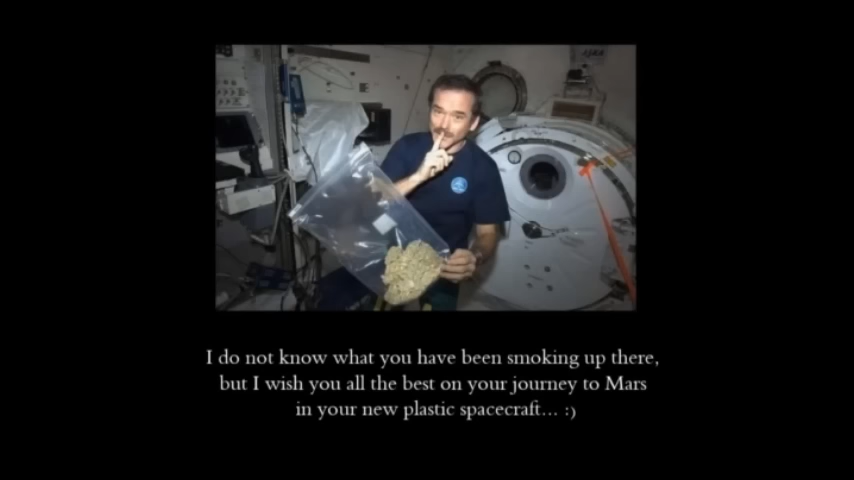 I do not know what you have been smoking up there,
but I wish you all the best on your journey to Mars
in your new plastic spacecraft... :)